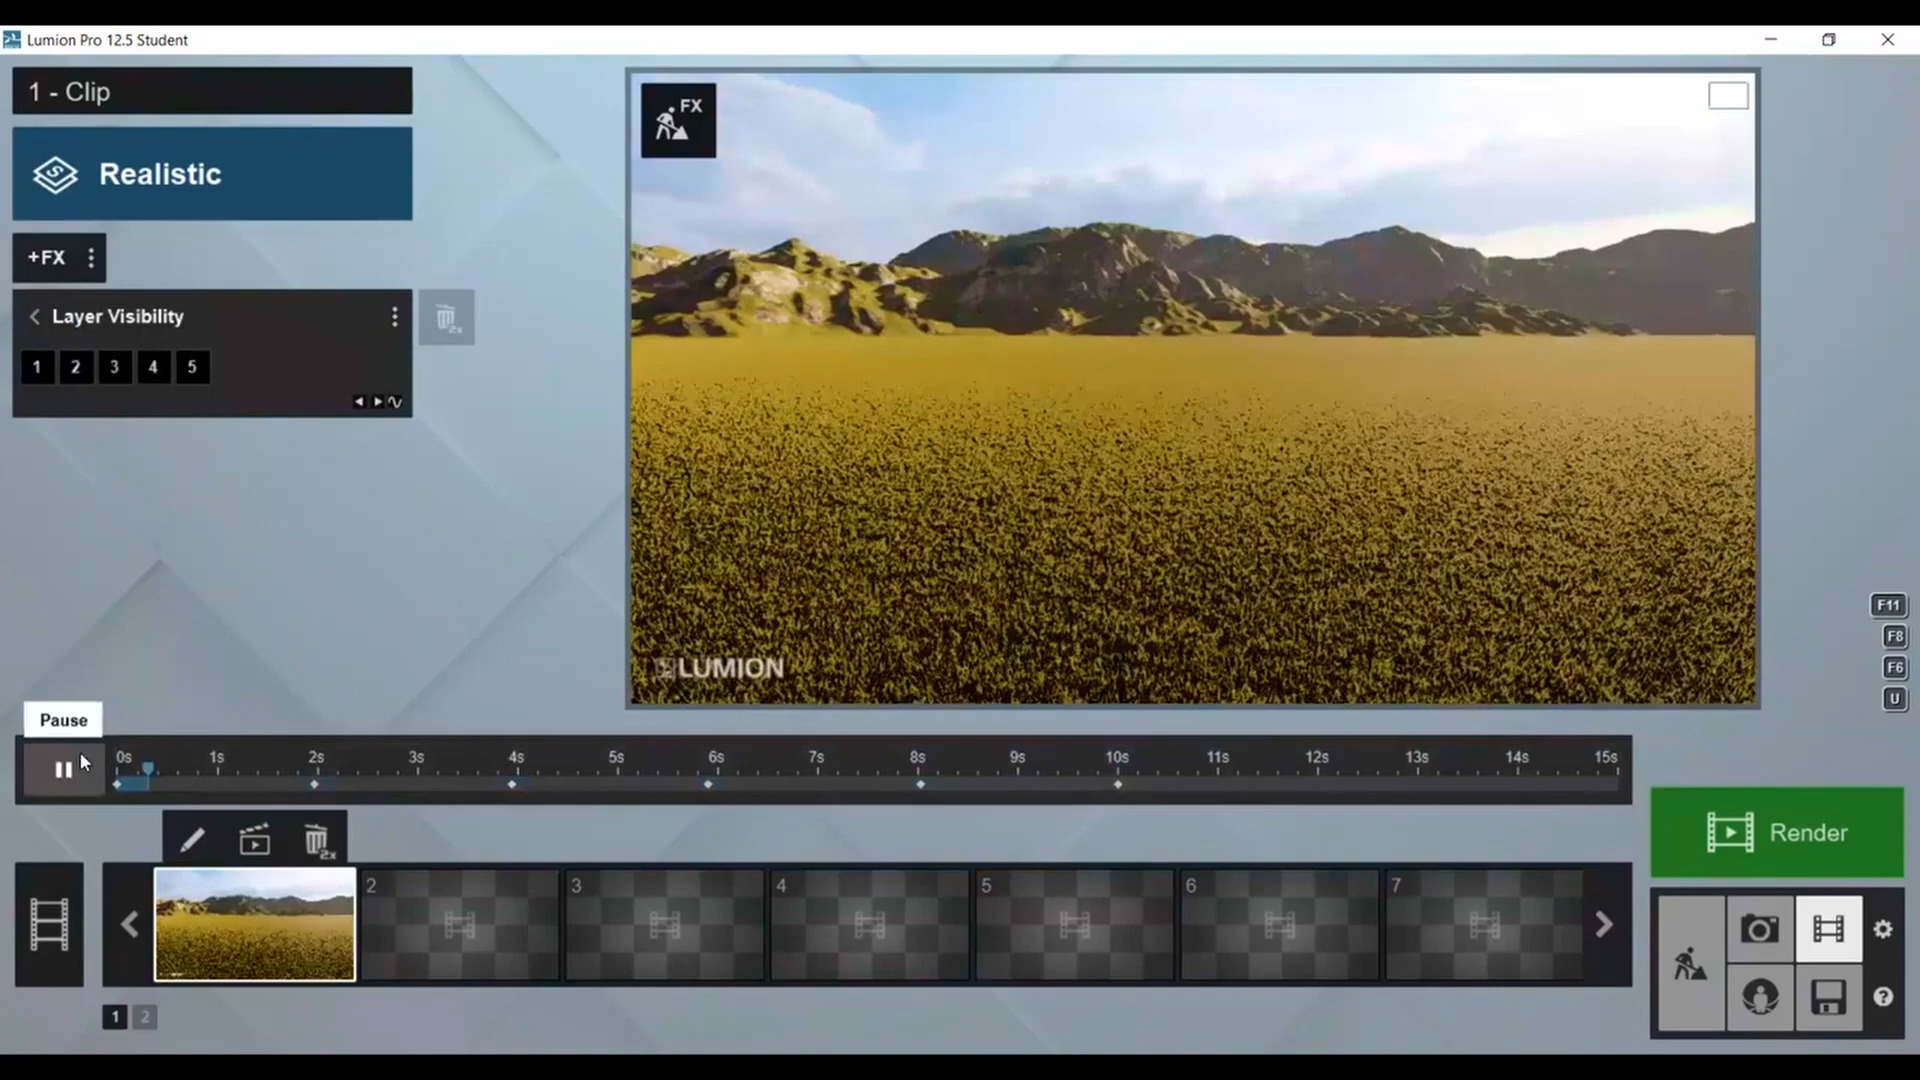 Lumion Pro 12.5 Student
1 - Clip
FX
Realistic
+FX
Layer Visibility
2x
1 2 3 4 5
F11
F8
F6
U
LUMION
Pause
0s 1s 2s 3s 4s 5s 6s 7s 8s 9s 10s 11s 12s 13s 14s 15s
2x
Render
2 3 4 5 6 7
1 2
?